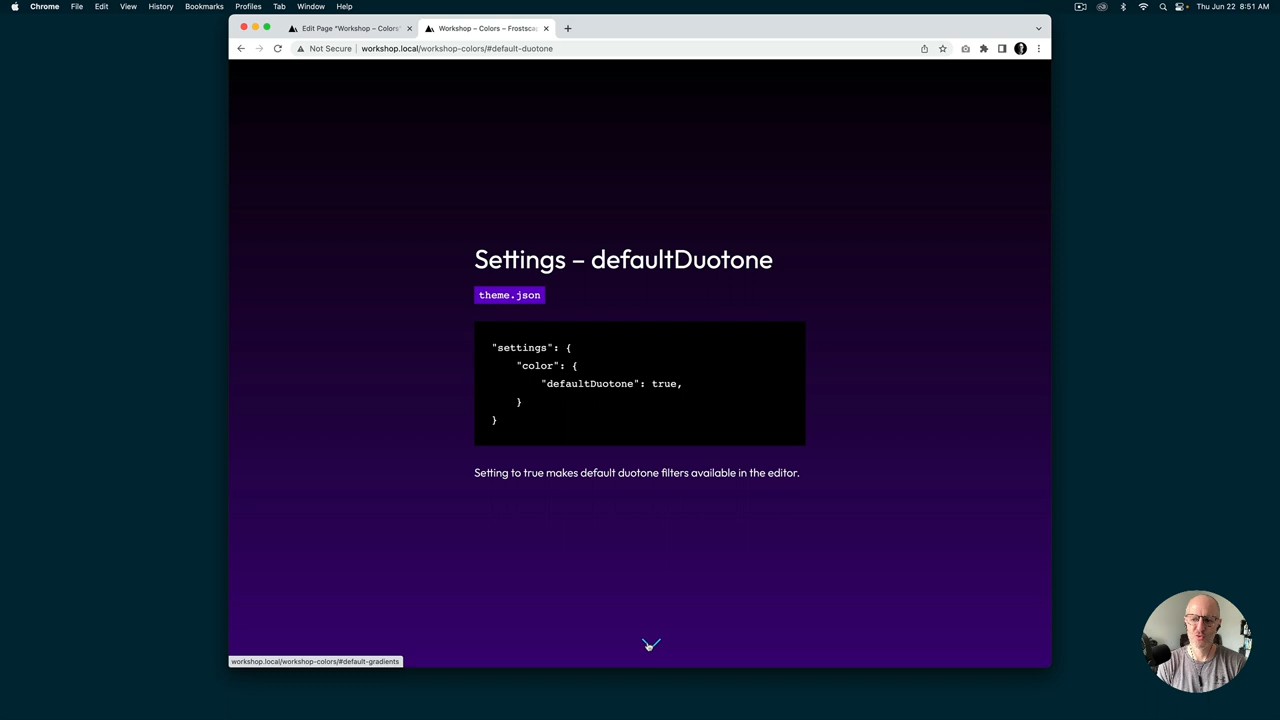 Chrome File Edit View History Bookmarks Profiles Tab Window Help Thu Jun 22 8:51 AM
Edit Page "Workshop – Colors" Workshop – Colors – Frostsca
Not Secure workshop.local/workshop-colors/#default-duotone
Settings – defaultDuotone
theme.json
"settings": {
"color": {
"defaultDuotone": true,
}
}
Setting to true makes default duotone filters available in the editor.
workshop.local/workshop-colors/#default-gradients